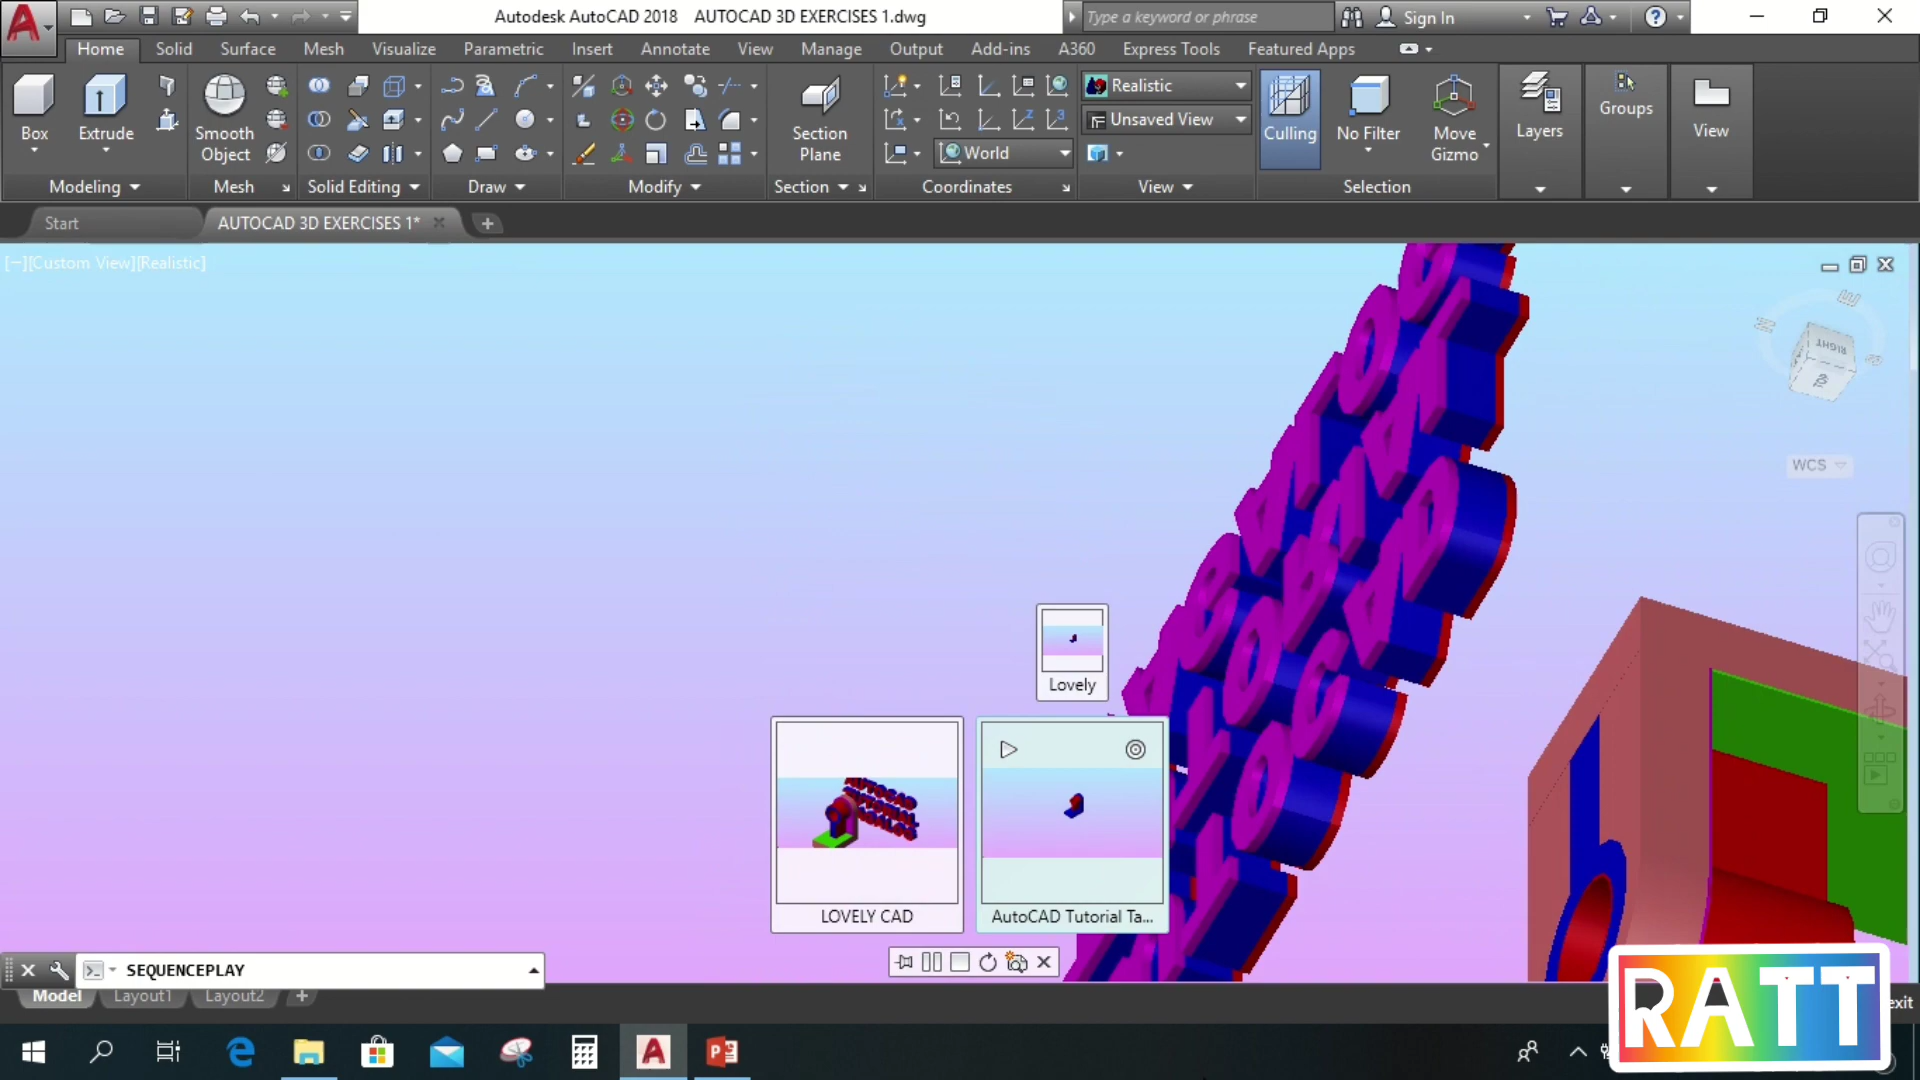 Autodesk AutoCAD 2018 AUTOCAD 3D EXERCISES 1.dwg
Type a keyword or phrase
Sign In
Home Solid Surface Mesh Visualize Parametric Insert Annotate View Manage Output Add-ins A360 Express Tools Featured Apps
Box
Extrude
Smooth Object
Section Plane
World
Realistic
Unsaved View
Culling
No Filter
Move Gizmo
Layers
Groups
View
Modeling Mesh Solid Editing Draw Modify Section Coordinates View Selection
Start AUTOCAD 3D EXERCISES 1*
[−][Custom View][Realistic]
RIGHT
WCS
Lovely
LOVELY CAD
AutoCAD Tutorial Ta...
SEQUENCEPLAY
Model Layout1 Layout2
exit
RATT